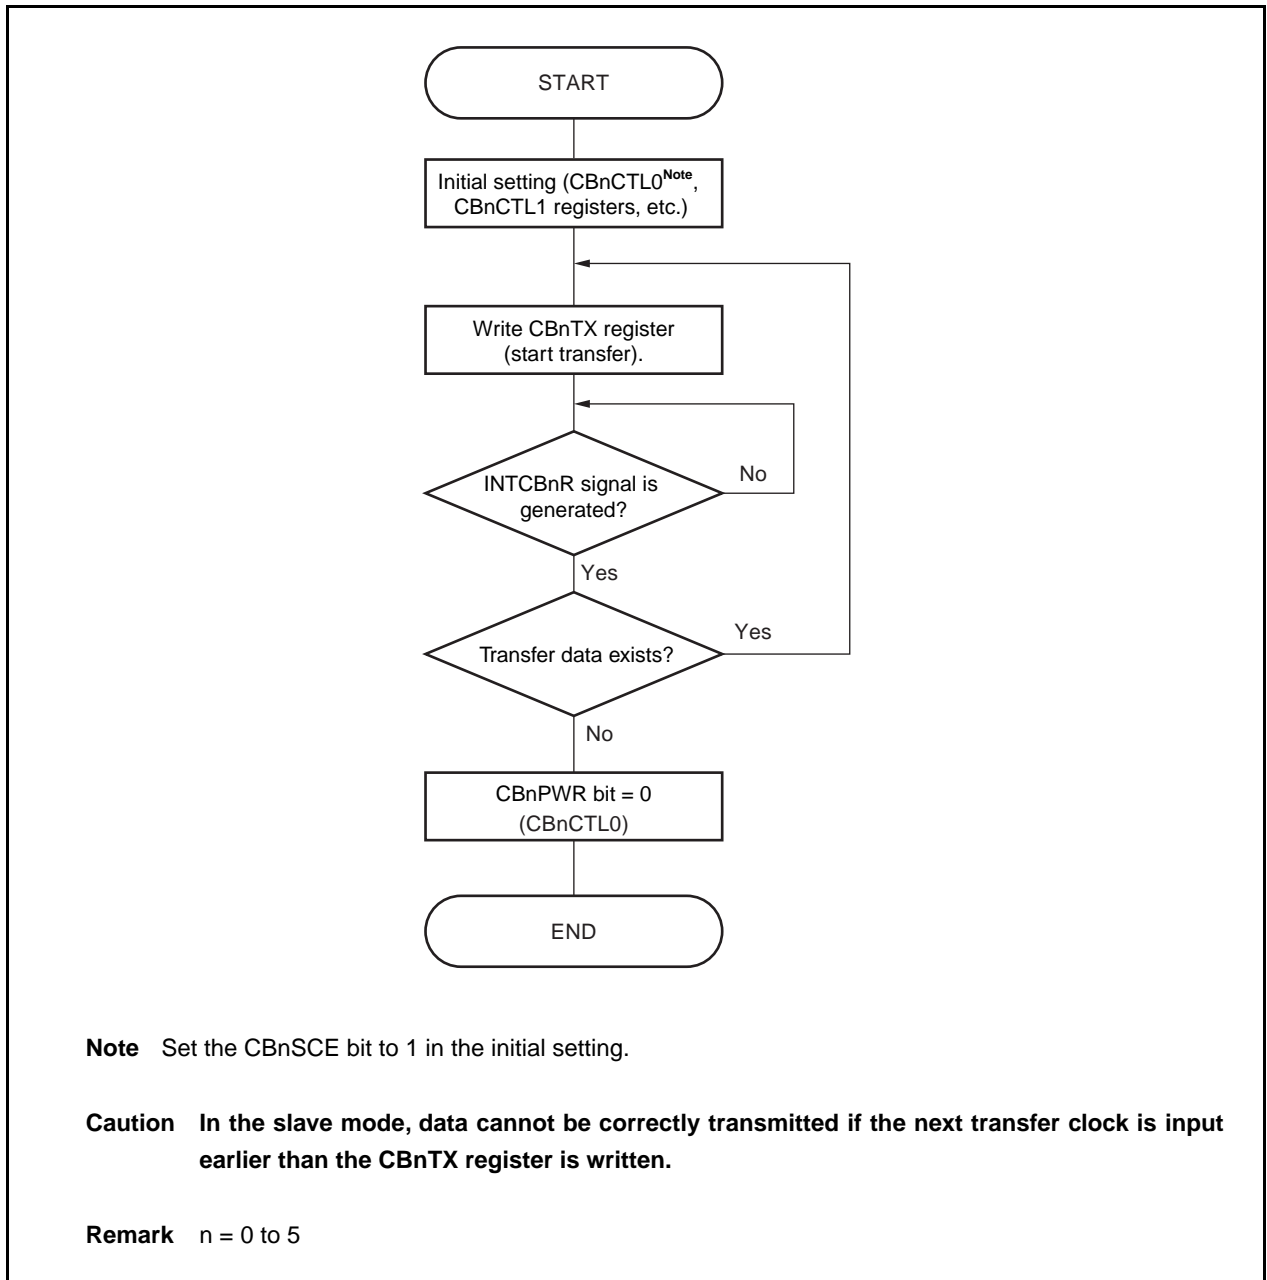 START
Initial setting (CBnCTL0Note,
CBnCTL1 registers, etc.)
Write CBnTX register
(start transfer).
INTCBnR signal is
generated?
No
Yes
Transfer data exists?
Yes
No
CBnPWR bit = 0
(CBnCTL0)
END
Note Set the CBnSCE bit to 1 in the initial setting.
Caution In the slave mode, data cannot be correctly transmitted if the next transfer clock is input
earlier than the CBnTX register is written.
Remark n = 0 to 5